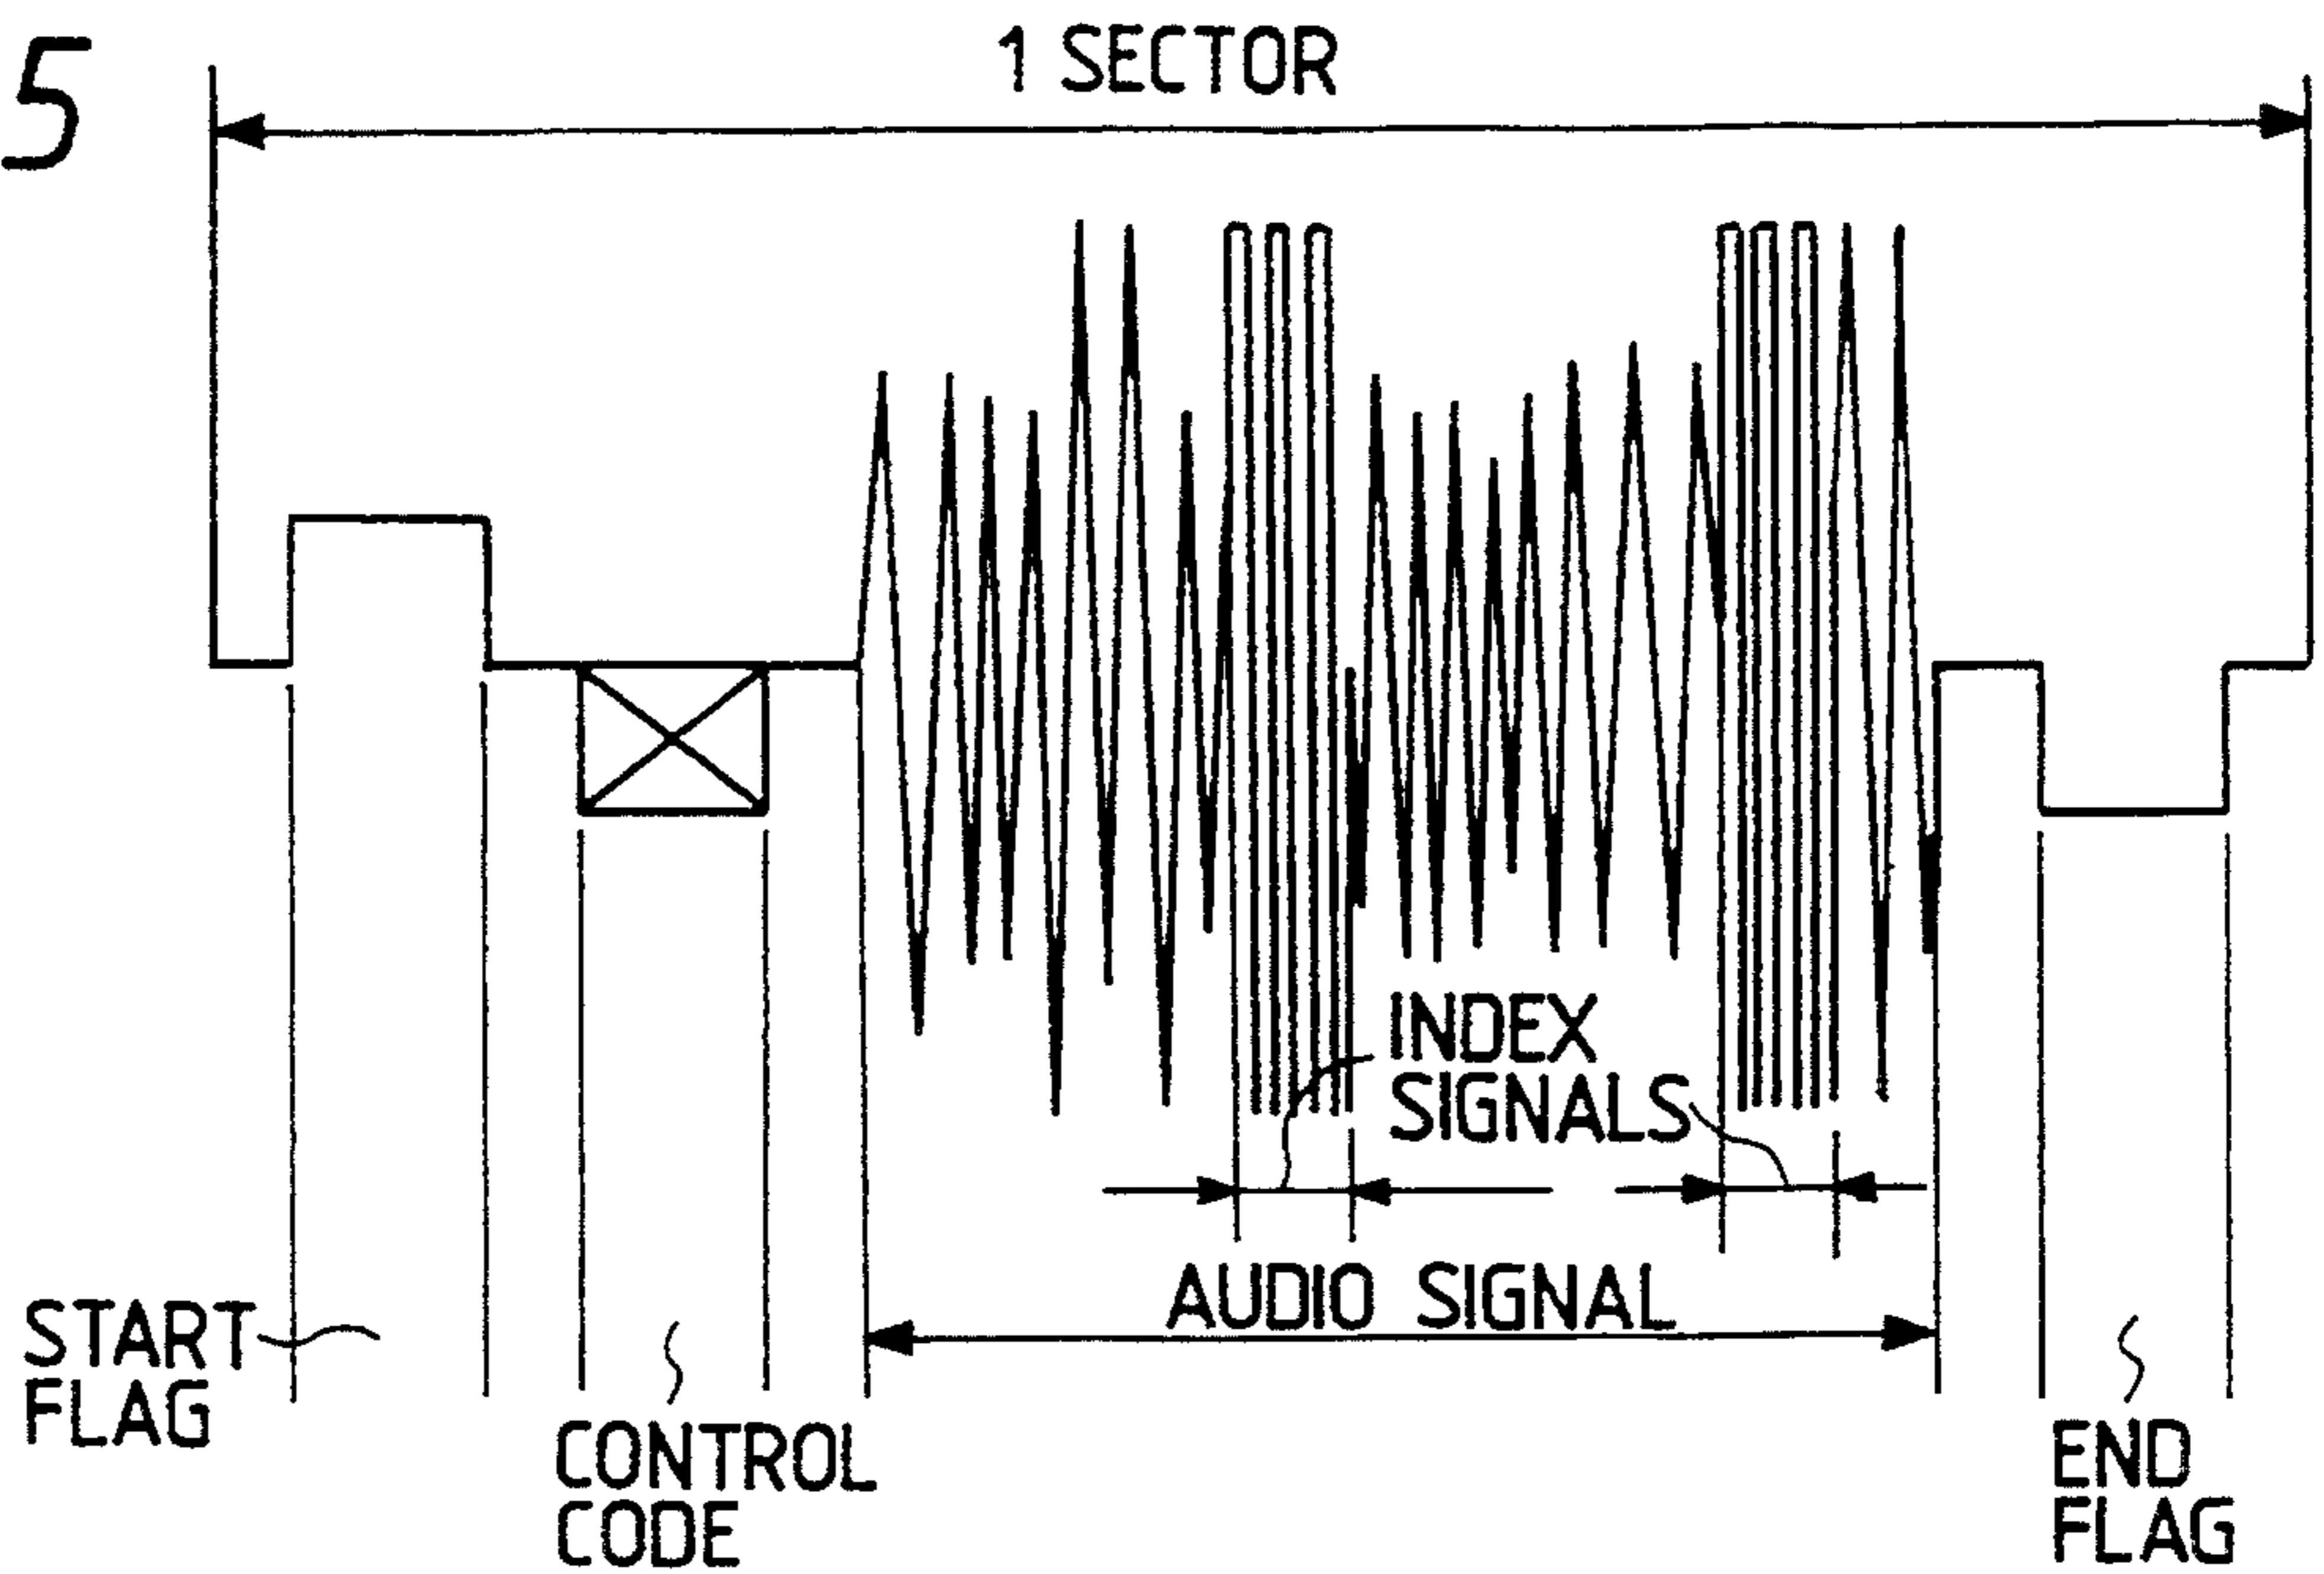 5
1 SECTOR
INDEX
SIGNALS
AUDIO SIGNAL
START
FLAG
CONTROL
CODE
END
FLAG